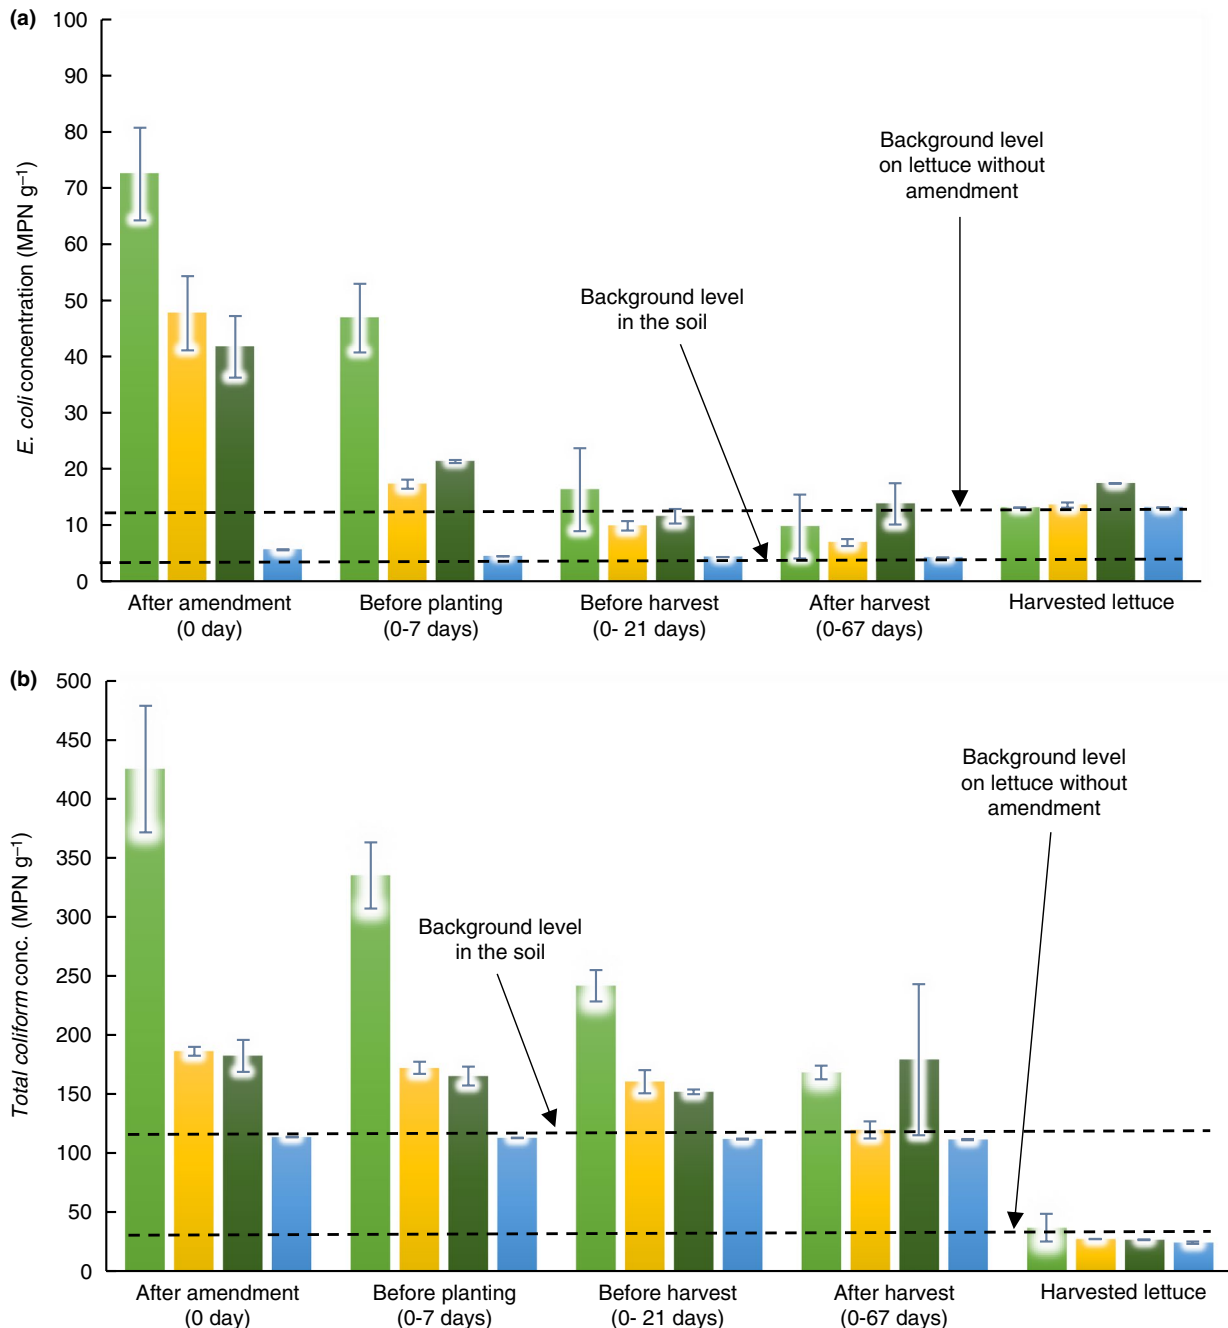 (a)
100
90
80
70
60
50
40
30
20
10
0
E. coli concentration (MPN g⁻¹)
Background level
on lettuce without
amendment
Background level
in the soil
After amendment
(0 day)
Before planting
(0-7 days)
Before harvest
(0- 21 days)
After harvest
(0-67 days)
Harvested lettuce
(b)
500
450
400
350
300
250
200
150
100
50
0
Total coliform conc. (MPN g⁻¹)
Background level
on lettuce without
amendment
Background level
in the soil
After amendment
(0 day)
Before planting
(0-7 days)
Before harvest
(0- 21 days)
After harvest
(0-67 days)
Harvested lettuce